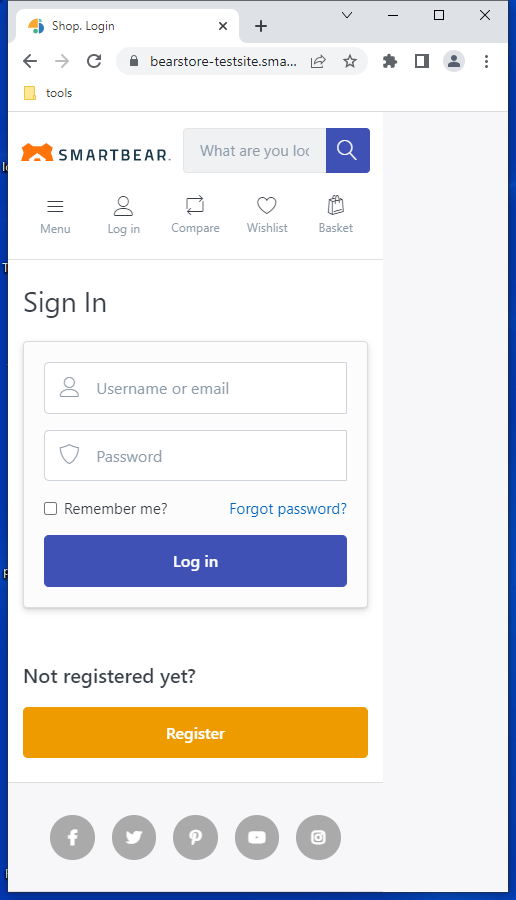 Shop. Login
bearstore-testsite.sma...
tools
SMARTBEAR.
What are you loo
Menu
Log in
Compare
Wishlist
Basket
Sign In
Username or email
Password
Remember me?
Forgot password?
Log in
Not registered yet?
Register